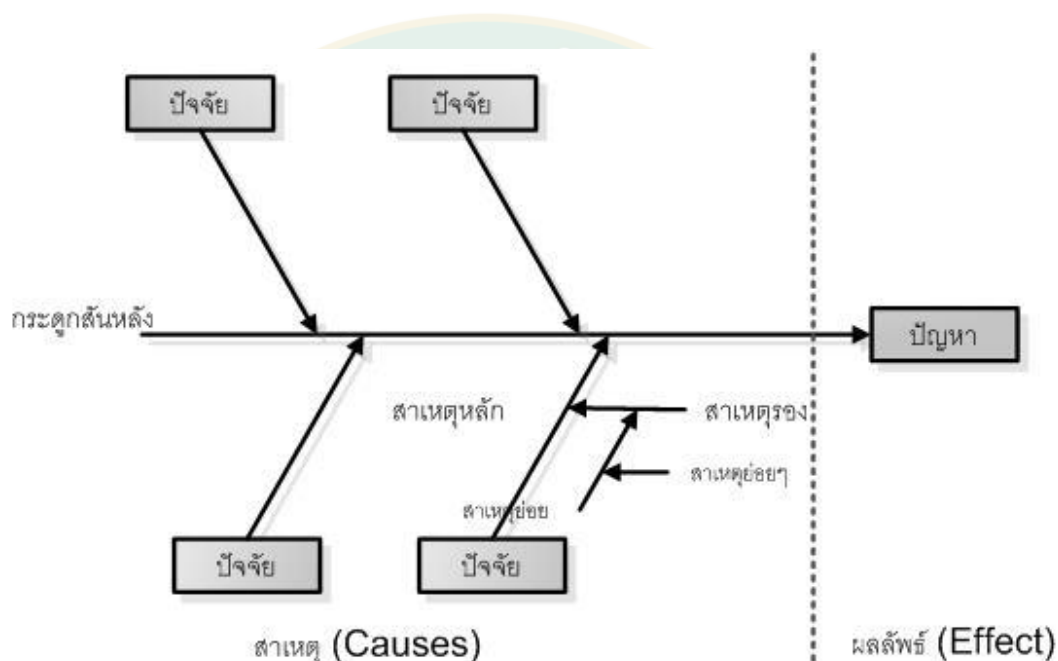 ปัจจัย
ปัจจัย
กระดูกสันหลัง
ปัญหา
สาเหตุหลัก
สาเหตุรอง
สาเหตุย่อยๆ
สาเหตุย่อย
ปัจจัย
ปัจจัย
สาเหตุ (Causes)
ผลลัพธ์ (Effect)